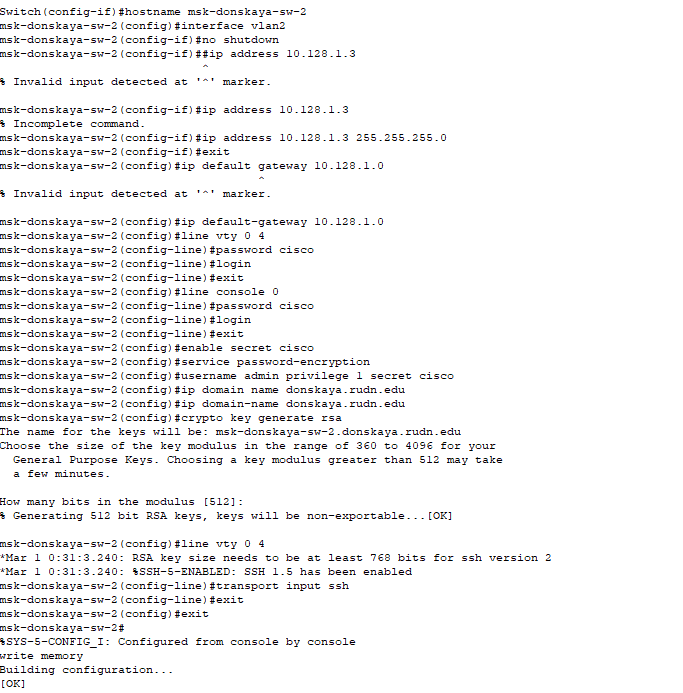 Switch(config-if)#hostname msk-donskaya-sw-2
msk-donskaya-sw-2(config)#interface vlan2
msk-donskaya-sw-2(config-if)#no shutdown
msk-donskaya-sw-2(config-if)##ip address 10.128.1.3
^
% Invalid input detected at '^' marker.

msk-donskaya-sw-2(config-if)#ip address 10.128.1.3
% Incomplete command.
msk-donskaya-sw-2(config-if)#ip address 10.128.1.3 255.255.255.0
msk-donskaya-sw-2(config-if)#exit
msk-donskaya-sw-2(config)#ip default gateway 10.128.1.0
^
% Invalid input detected at '^' marker.

msk-donskaya-sw-2(config)#ip default-gateway 10.128.1.0
msk-donskaya-sw-2(config)#line vty 0 4
msk-donskaya-sw-2(config-line)#password cisco
msk-donskaya-sw-2(config-line)#login
msk-donskaya-sw-2(config-line)#exit
msk-donskaya-sw-2(config)#line console 0
msk-donskaya-sw-2(config-line)#password cisco
msk-donskaya-sw-2(config-line)#login
msk-donskaya-sw-2(config-line)#exit
msk-donskaya-sw-2(config)#enable secret cisco
msk-donskaya-sw-2(config)#service password-encryption
msk-donskaya-sw-2(config)#username admin privilege 1 secret cisco
msk-donskaya-sw-2(config)#ip domain name donskaya.rudn.edu
msk-donskaya-sw-2(config)#ip domain-name donskaya.rudn.edu
msk-donskaya-sw-2(config)#crypto key generate rsa
The name for the keys will be: msk-donskaya-sw-2.donskaya.rudn.edu
Choose the size of the key modulus in the range of 360 to 4096 for your
General Purpose Keys. Choosing a key modulus greater than 512 may take
a few minutes.

How many bits in the modulus [512]:
% Generating 512 bit RSA keys, keys will be non-exportable...[OK]

msk-donskaya-sw-2(config)#line vty 0 4
*Mar 1 0:31:3.240: RSA key size needs to be at least 768 bits for ssh version 2
*Mar 1 0:31:3.240: %SSH-5-ENABLED: SSH 1.5 has been enabled
msk-donskaya-sw-2(config-line)#transport input ssh
msk-donskaya-sw-2(config-line)#exit
msk-donskaya-sw-2(config)#exit
msk-donskaya-sw-2#
%SYS-5-CONFIG_I: Configured from console by console
write memory
Building configuration...
[OK]